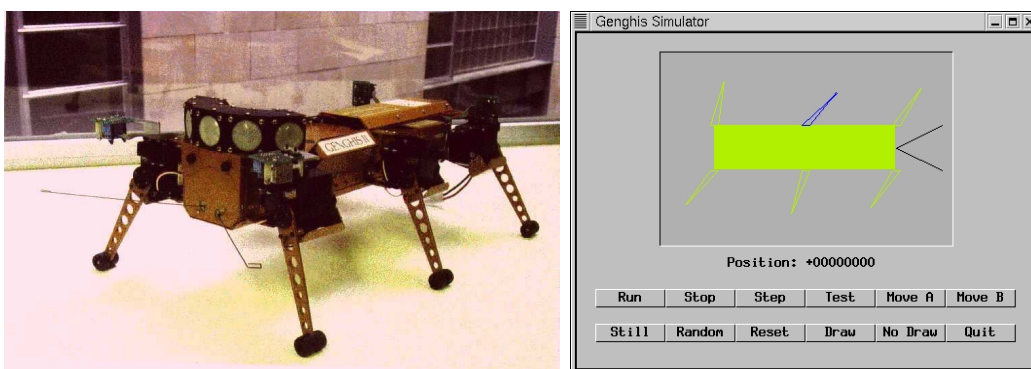 GENGHIS II
Genghis Simulator
Position: +00000000
Run Stop Step Test Move A Move B
Still Random Reset Draw No Draw Quit